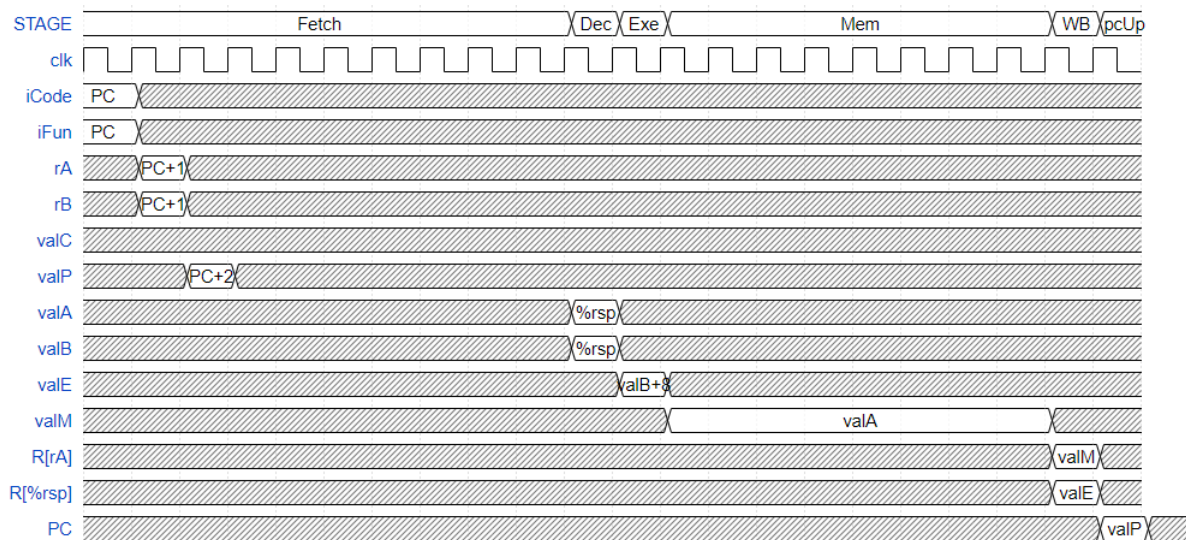 STAGE Fetch Dec Exe Mem WB pcUp
clk
iCode PC
iFun PC
rA PC+1
rB PC+1
valC
valP PC+2
valA %rsp
valB %rsp
valE valB+8
valM valA
R[rA] valM
R[%rsp] valE
PC valP